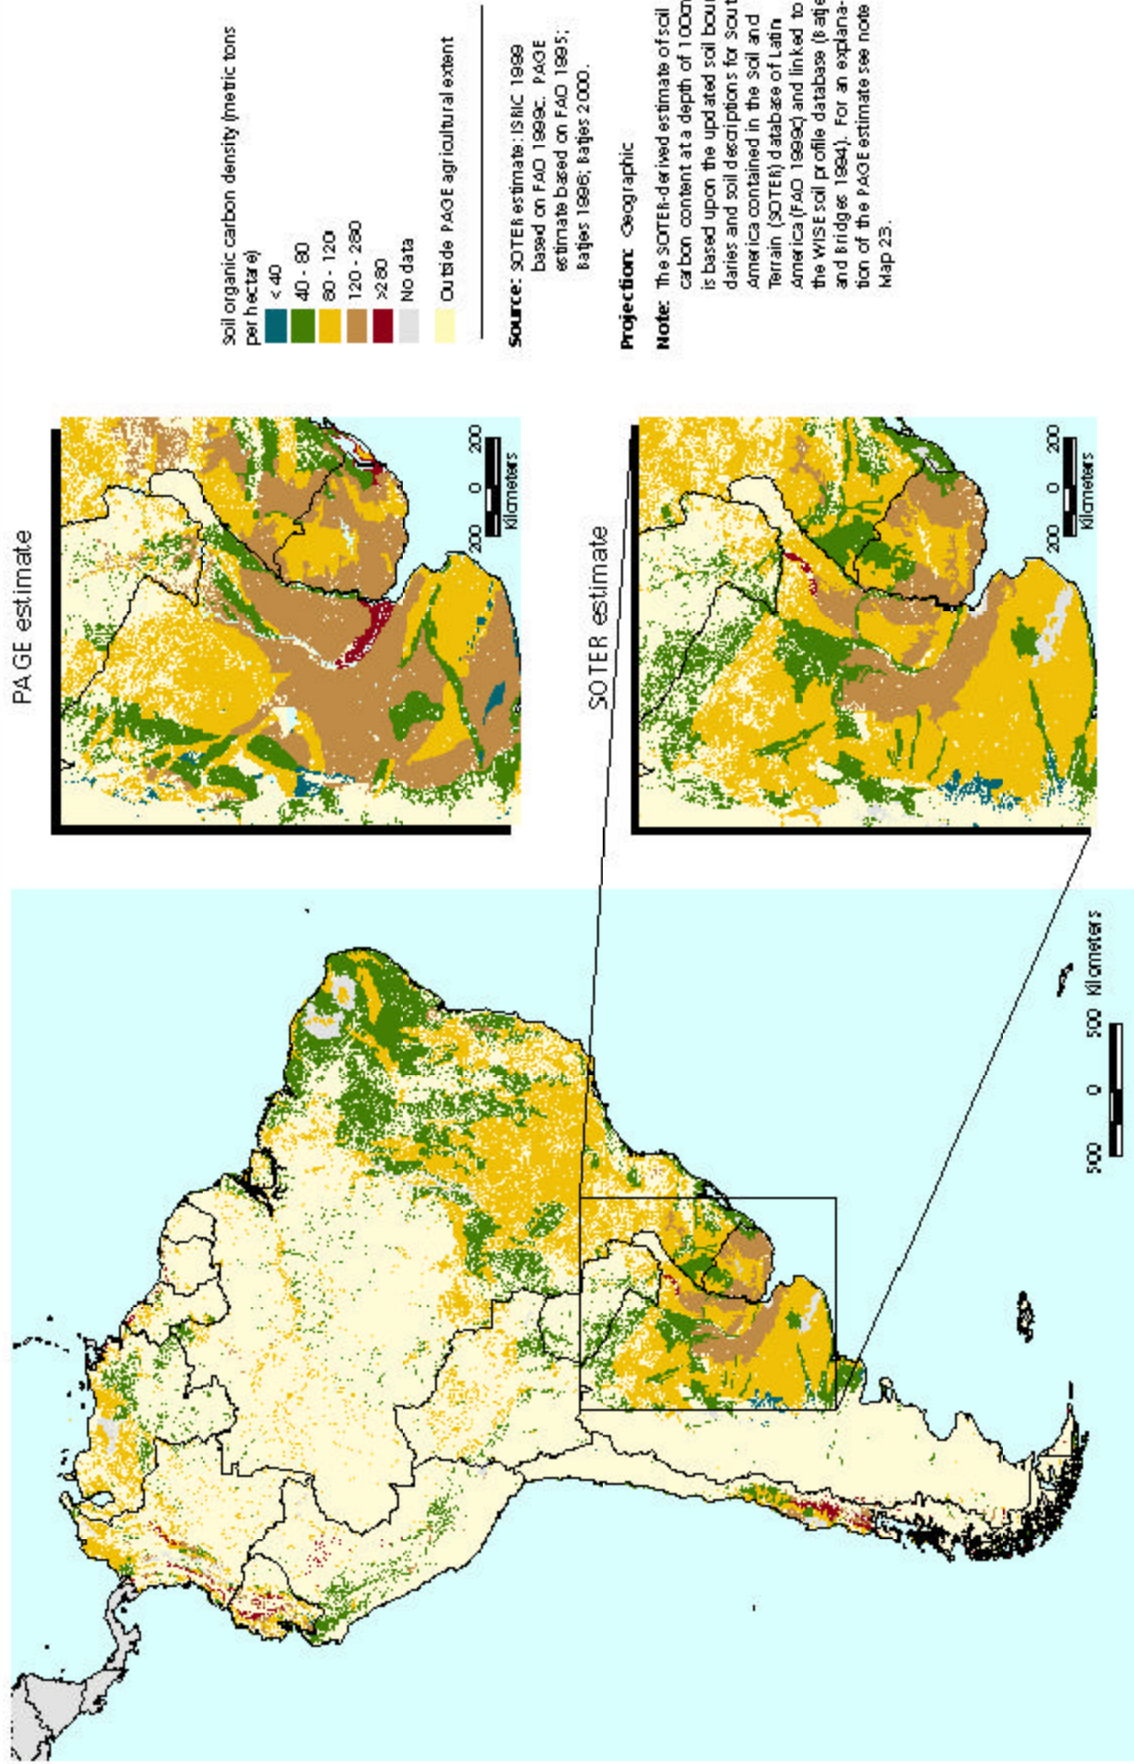 PAGE estimate
Soil organic carbon density (metric tons
per hectare)
< 40
40 - 80
80 - 120
120 - 280
>280
No data
Outside PAGE agricultural extent
Source: SOTER estimate: ISRIC 1999
based on FAO 1999c. PAGE
estimate based on FAO 1995;
Batjes 1996; Batjes 2000.
Projection: Geographic
Note: The SOTER-derived estimate of soil
carbon content at a depth of 100cm
is based upon the updated soil boun
daries and soil descriptions for Sout
America contained in the Soil and
Terrain (SOTER) database of Latin
America (FAO 1999c) and linked to
the WISE soil profile database (Batje
and Bridges 1994). For an explana-
tion of the PAGE estimate see note
Map 23.
200 0 200
Kilometers
SOTER estimate
200 0 200
Kilometers
500 0 500 Kilometers